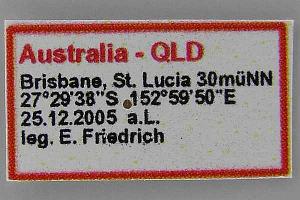 Australia - QLD
Brisbane, St. Lucia 30müNN
27°29'38"S 152°59'50"E
25.12.2005 a.L.
leg. E. Friedrich